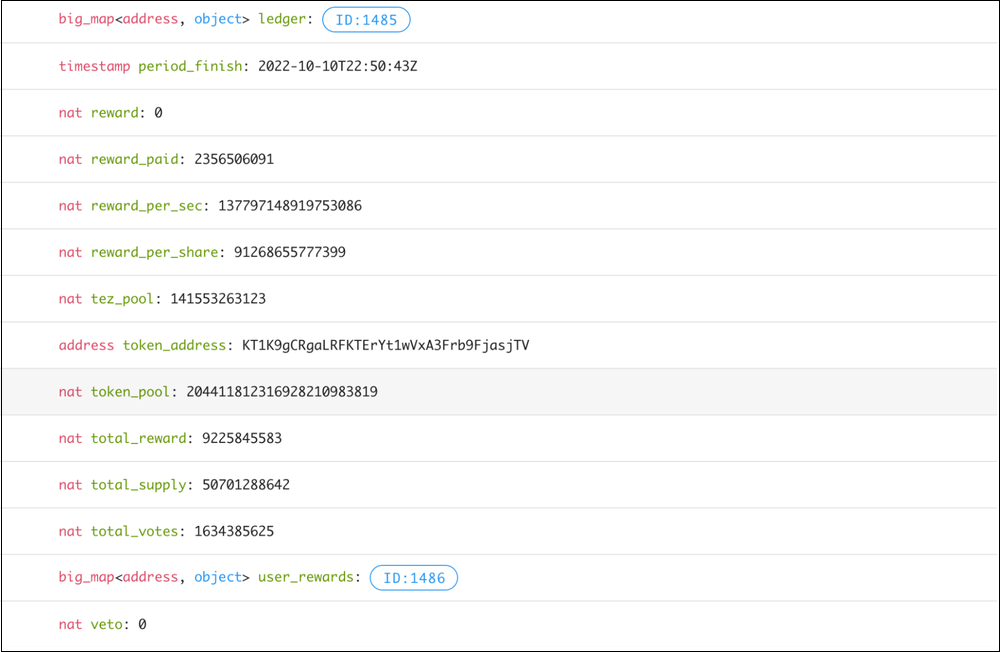 big_map<address, object> ledger: ID:1485
timestamp period_finish: 2022-10-10T22:50:43Z
nat reward: 0
nat reward_paid: 2356506091
nat reward_per_sec: 137797148919753086
nat reward_per_share: 91268655777399
nat tez_pool: 141553263123
address token_address: KT1K9gCRgaLRFKTErYt1wVxA3Frb9FjasjTV
nat token_pool: 204411812316928210983819
nat total_reward: 9225845583
nat total_supply: 50701288642
nat total_votes: 1634385625
big_map<address, object> user_rewards: ID:1486
nat veto: 0